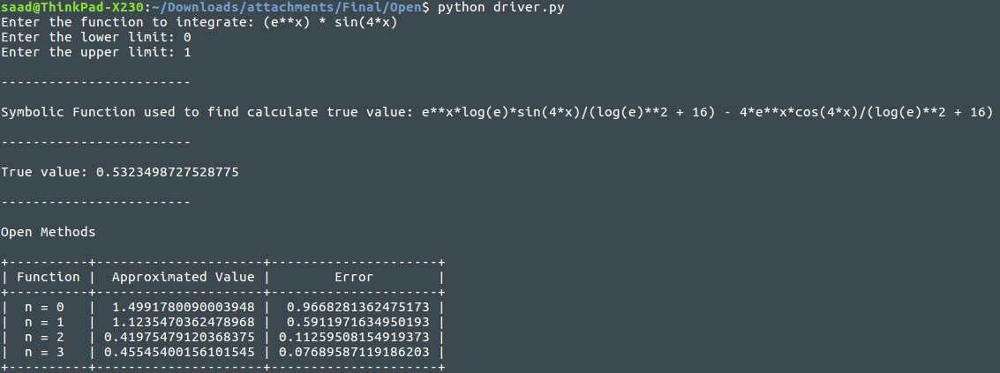 saad@ThinkPad-X230:~/Downloads/attachments/Final/Open$ python driver.py
Enter the function to integrate: (e**x) * sin(4*x)
Enter the lower limit: 0
Enter the upper limit: 1
------------------------
Symbolic Function used to find calculate true value: e**x*log(e)*sin(4*x)/(log(e)**2 + 16) - 4*e**x*cos(4*x)/(log(e)**2 + 16)
------------------------
True value: 0.5323498727528775
------------------------
Open Methods
+----------+---------------------+---------------------+
| Function |  Approximated Value |        Error        |
+----------+---------------------+---------------------+
|  n = 0   |  1.4991780090003948 |  0.9668281362475173 |
|  n = 1   |  1.1235470362478968 |  0.5911971634950193 |
|  n = 2   | 0.41975479120368375 | 0.11259508154919373 |
|  n = 3   | 0.45545400156101545 | 0.07689587119186203 |
+----------+---------------------+---------------------+